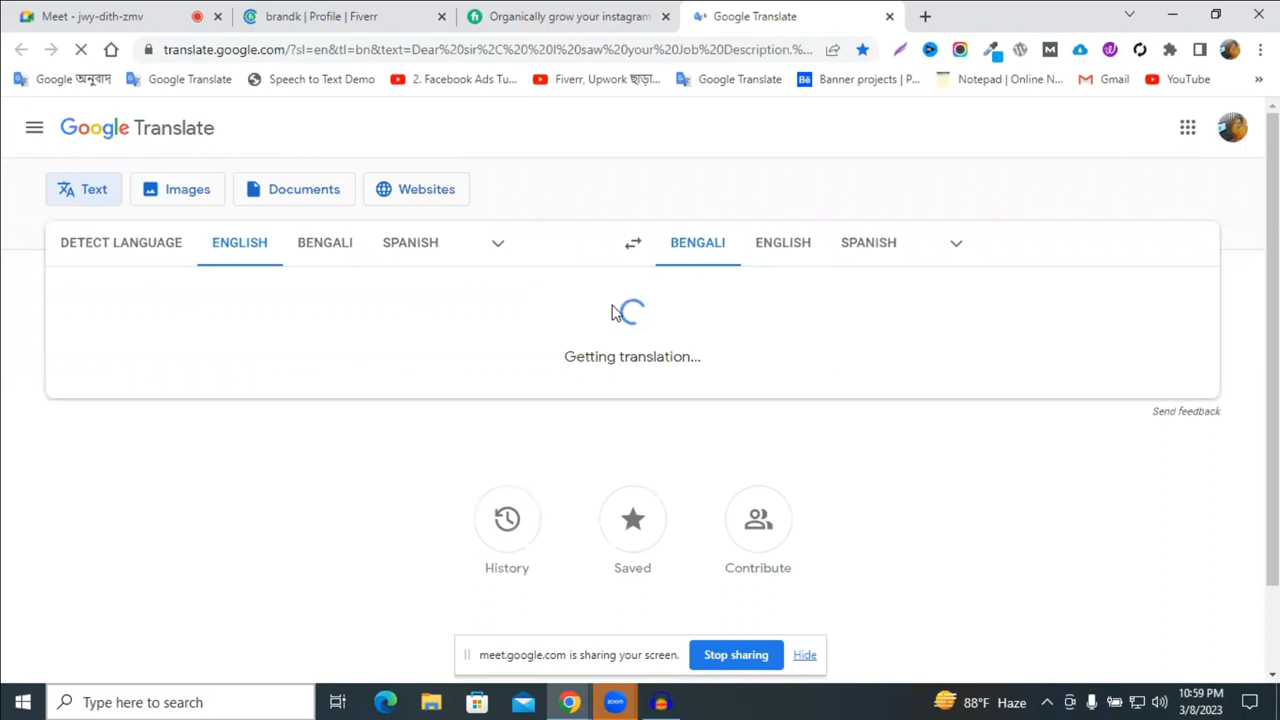 Meet - jwy-dith-zmv
brandk | Profile | Fiverr
Organically grow your instagram
Google Translate
translate.google.com/?sl=en&tl=bn&text=Dear%20sir%2C%20%20I%20saw%20your%20Job%20Description.%...
Google অনুবাদ
Google Translate
Speech to Text Demo
2. Facebook Ads Tu...
Fiverr, Upwork ছাড়া...
Google Translate
Bē
Banner projects | P...
Notepad | Online N...
Gmail
YouTube
»
Google Translate
Text
Images
Documents
Websites
DETECT LANGUAGE
ENGLISH
BENGALI
SPANISH
BENGALI
ENGLISH
SPANISH
Getting translation...
Send feedback
History
Saved
Contribute
meet.google.com is sharing your screen.
Stop sharing
Hide
Type here to search
88°F Haze
10:59 PM
3/8/2023